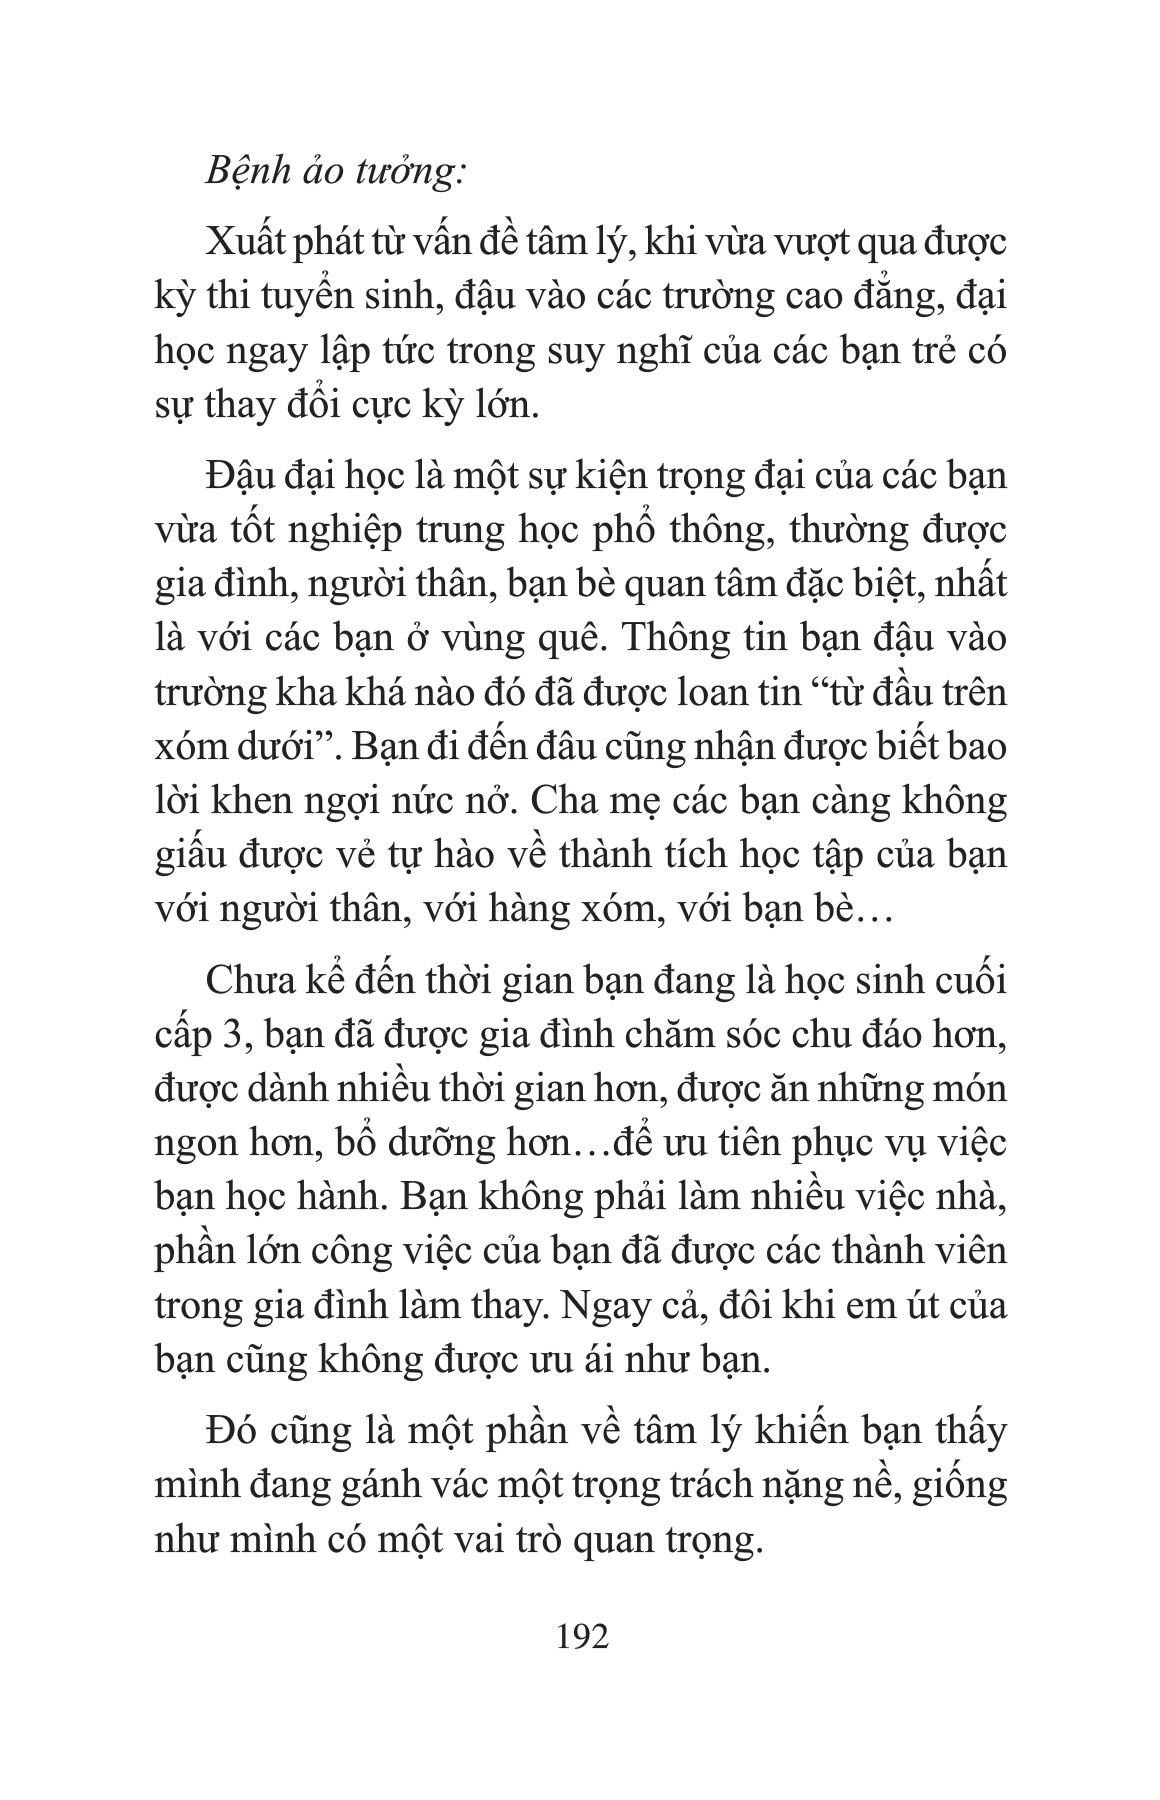 Bệnh ảo tưởng:
Xuất phát từ vấn đề tâm lý, khi vừa vượt qua được
kỳ thi tuyển sinh, đậu vào các trường cao đẳng, đại
học ngay lập tức trong suy nghĩ của các bạn trẻ có
sự thay đổi cực kỳ lớn.
Đậu đại học là một sự kiện trọng đại của các bạn
vừa tốt nghiệp trung học phổ thông, thường được
gia đình, người thân, bạn bè quan tâm đặc biệt, nhất
là với các bạn ở vùng quê. Thông tin bạn đậu vào
trường kha khá nào đó đã được loan tin “từ đầu trên
xóm dưới”. Bạn đi đến đâu cũng nhận được biết bao
lời khen ngợi nức nở. Cha mẹ các bạn càng không
giấu được vẻ tự hào về thành tích học tập của bạn
với người thân, với hàng xóm, với bạn bè…
Chưa kể đến thời gian bạn đang là học sinh cuối
cấp 3, bạn đã được gia đình chăm sóc chu đáo hơn,
được dành nhiều thời gian hơn, được ăn những món
ngon hơn, bổ dưỡng hơn…để ưu tiên phục vụ việc
bạn học hành. Bạn không phải làm nhiều việc nhà,
phần lớn công việc của bạn đã được các thành viên
trong gia đình làm thay. Ngay cả, đôi khi em út của
bạn cũng không được ưu ái như bạn.
Đó cũng là một phần về tâm lý khiến bạn thấy
mình đang gánh vác một trọng trách nặng nề, giống
như mình có một vai trò quan trọng.
192